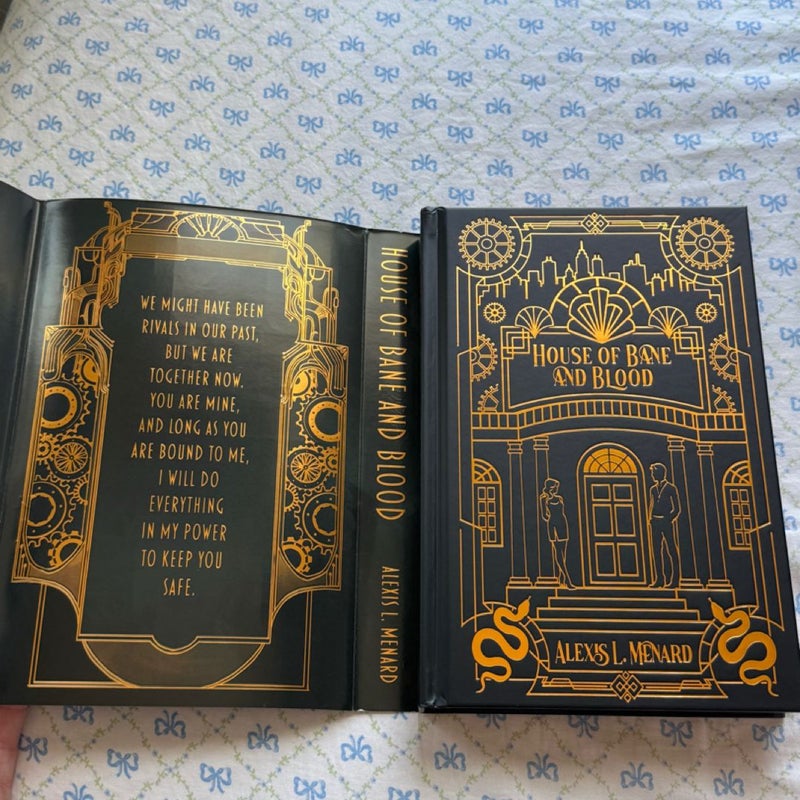 WE MIGHT HAVE BEEN
RIVALS IN OUR PAST,
BUT WE ARE
TOGETHER NOW.
YOU ARE MINE,
AND LONG AS YOU
ARE BOUND TO ME,
I WILL DO
EVERYTHING
IN MY POWER
TO KEEP YOU
SAFE.
HOUSE OF BANE AND BLOOD
ALEXIS L. MENARD
HOUSE OF BANE
AND BLOOD
ALEXIS L. MENARD